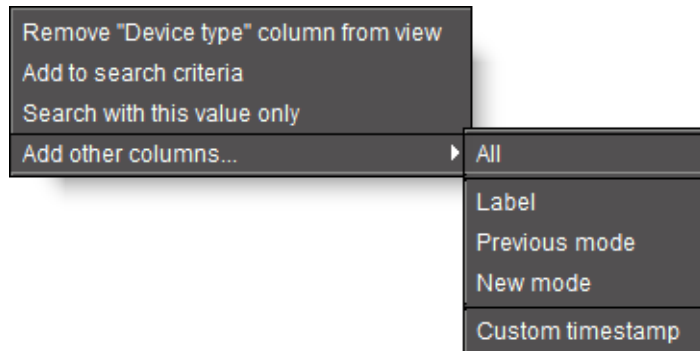 Remove "Device type" column from view
Add to search criteria
Search with this value only
Add other columns...
All
Label
Previous mode
New mode
Custom timestamp